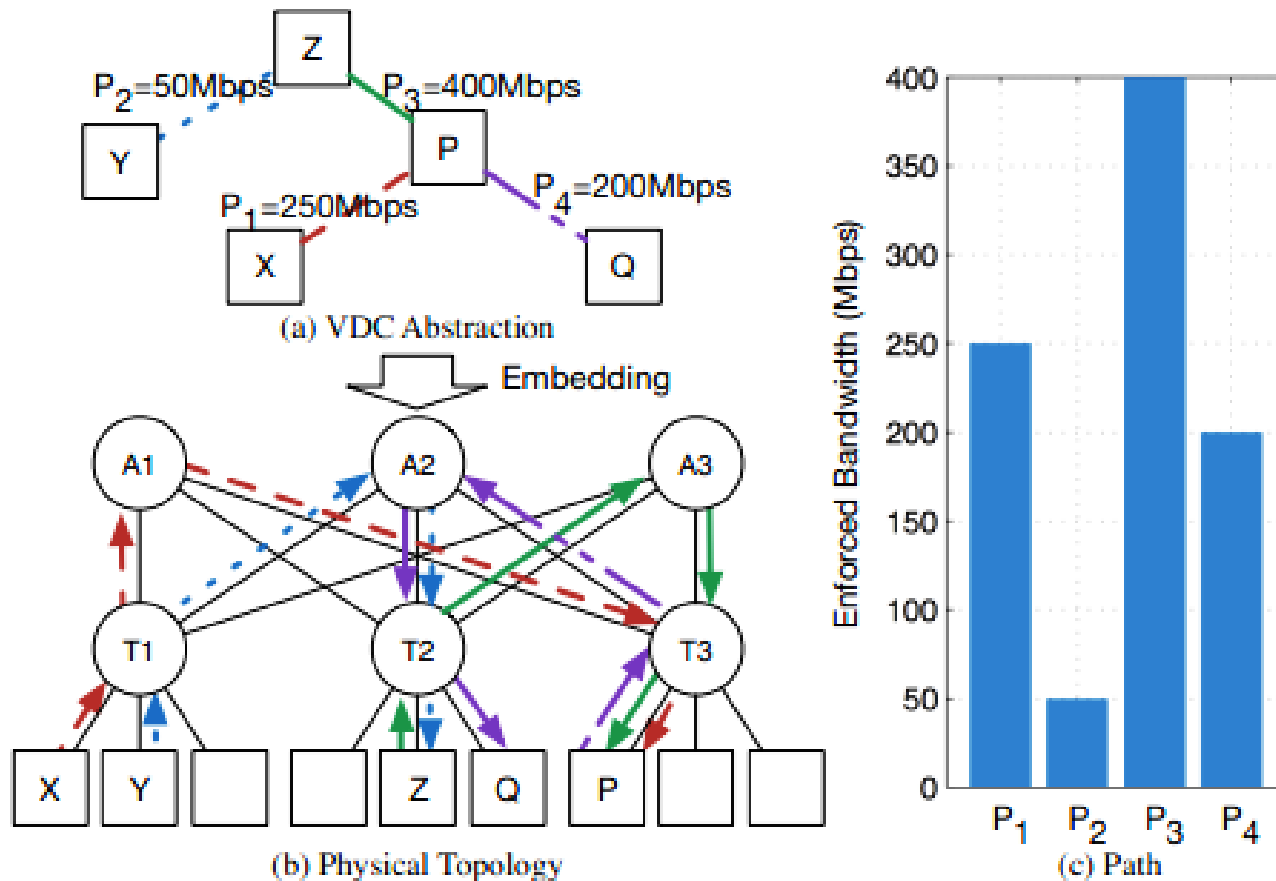 Z
P2=50Mbps
P3=400Mbps
Y
P
P1=250Mbps
P4=200Mbps
X
Q
(a) VDC Abstraction
Embedding
A1
A2
A3
T1
T2
T3
X
Y
Z
Q
P
(b) Physical Topology
Enforced Bandwidth (Mbps)
400
350
300
250
200
150
100
50
0
P1 P2 P3 P4
(c) Path